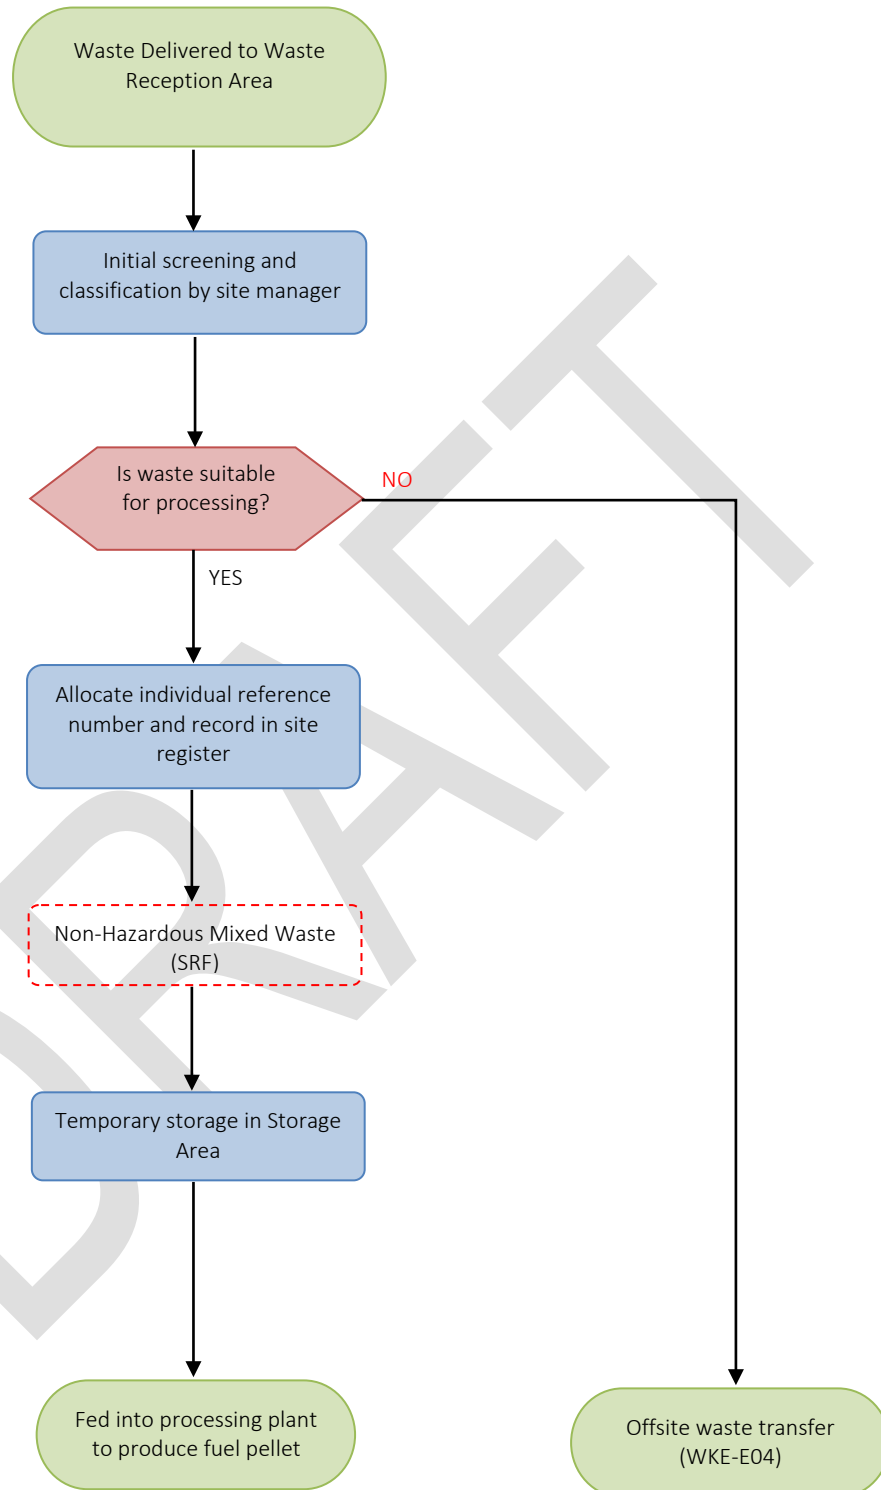 Waste Delivered to Waste
Reception Area
Initial screening and
classification by site manager
Is waste suitable
for processing?
NO
YES
Allocate individual reference
number and record in site
register
Non-Hazardous Mixed Waste
(SRF)
Temporary storage in Storage
Area
Fed into processing plant
to produce fuel pellet
Offsite waste transfer
(WKE-E04)
DRAFT